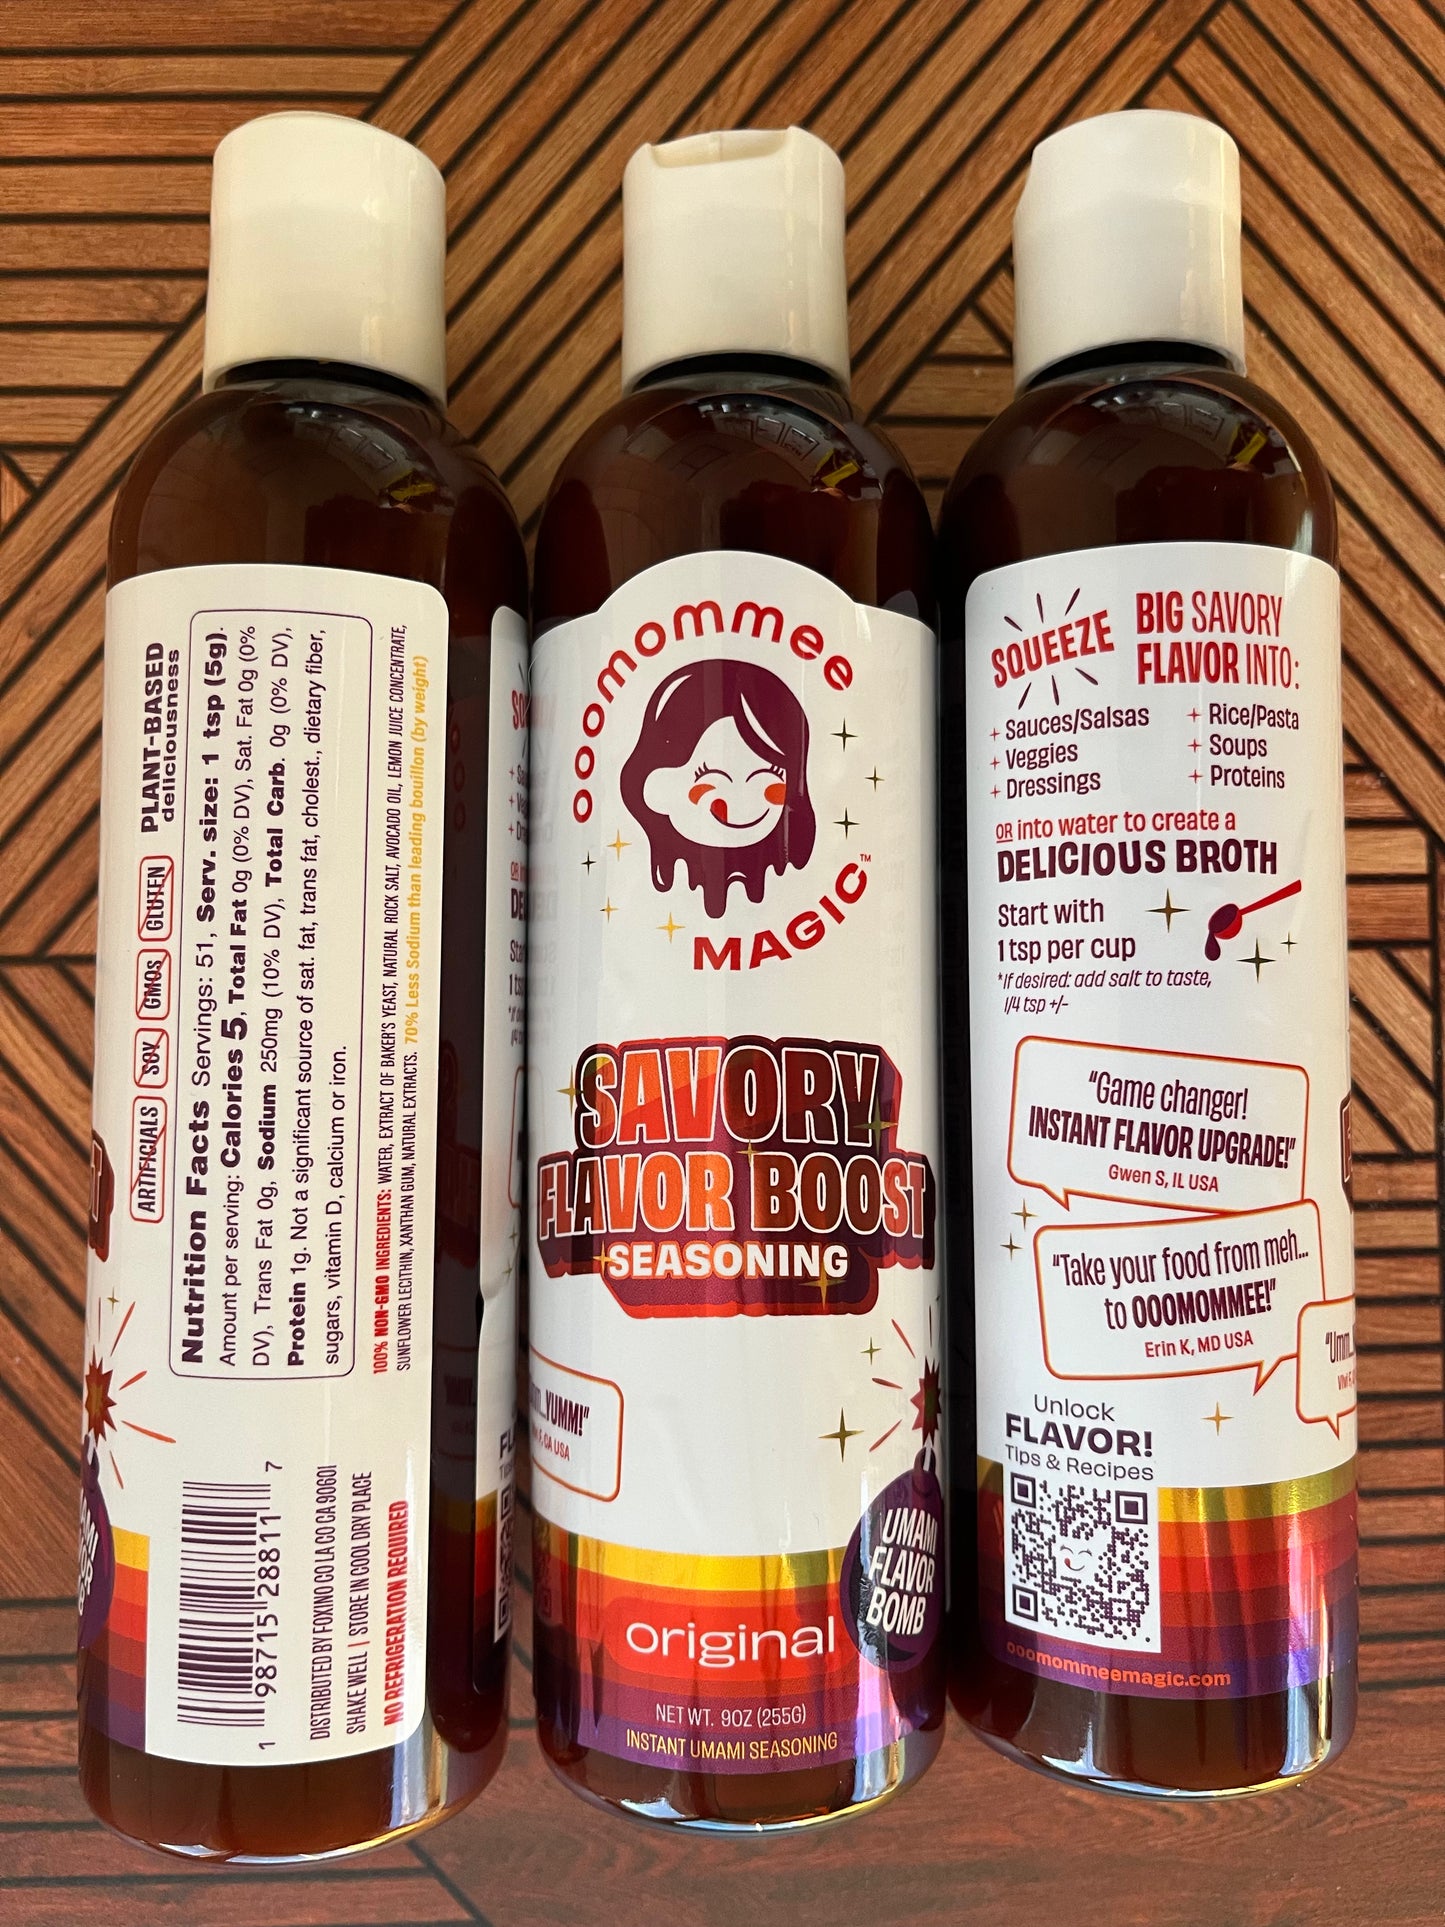 PLANT-BASED
deliciousness
ARTIFICIALS SOY GMOS GLUTEN
Nutrition Facts Servings: 51, Serv. size: 1 tsp (5g).
Amount per serving: Calories 5, Total Fat 0g (0% DV), Sat. Fat 0g (0%
DV), Trans Fat 0g, Sodium 250mg (10% DV), Total Carb. 0g (0% DV),
Protein 1g. Not a significant source of sat. fat, trans fat, cholest., dietary fiber,
sugars, vitamin D, calcium or iron.
100% NON-GMO INGREDIENTS: WATER, EXTRACT OF BAKER'S YEAST, NATURAL ROCK SALT, AVOCADO OIL, LEMON JUICE CONCENTRATE,
SUNFLOWER LECITHIN, XANTHAN GUM, NATURAL EXTRACTS. 70% Less Sodium than leading bouillon (by weight)
1 98715 28811 7
DISTRIBUTED BY FOXINO CO LA CO CA 90601
SHAKE WELL | STORE IN COOL DRY PLACE
NO REFRIGERATION REQUIRED
ooomommee
MAGIC™
SAVORY
FLAVOR BOOST
SEASONING
YUMM!"
CA USA
UMAMI
FLAVOR
BOMB
original
NET WT. 9OZ (255G)
INSTANT UMAMI SEASONING
SQUEEZE
BIG SAVORY
FLAVOR INTO:
+ Sauces/Salsas + Rice/Pasta
+ Veggies + Soups
+ Dressings + Proteins
OR into water to create a
DELICIOUS BROTH
Start with
1 tsp per cup
*If desired: add salt to taste,
1/4 tsp +/-
"Game changer!
INSTANT FLAVOR UPGRADE!"
Gwen S, IL USA
"Take your food from meh...
to OOOMOMMEE!"
Erin K, MD USA
"Umm...
Unlock
FLAVOR!
Tips & Recipes
ooomommeemagic.com